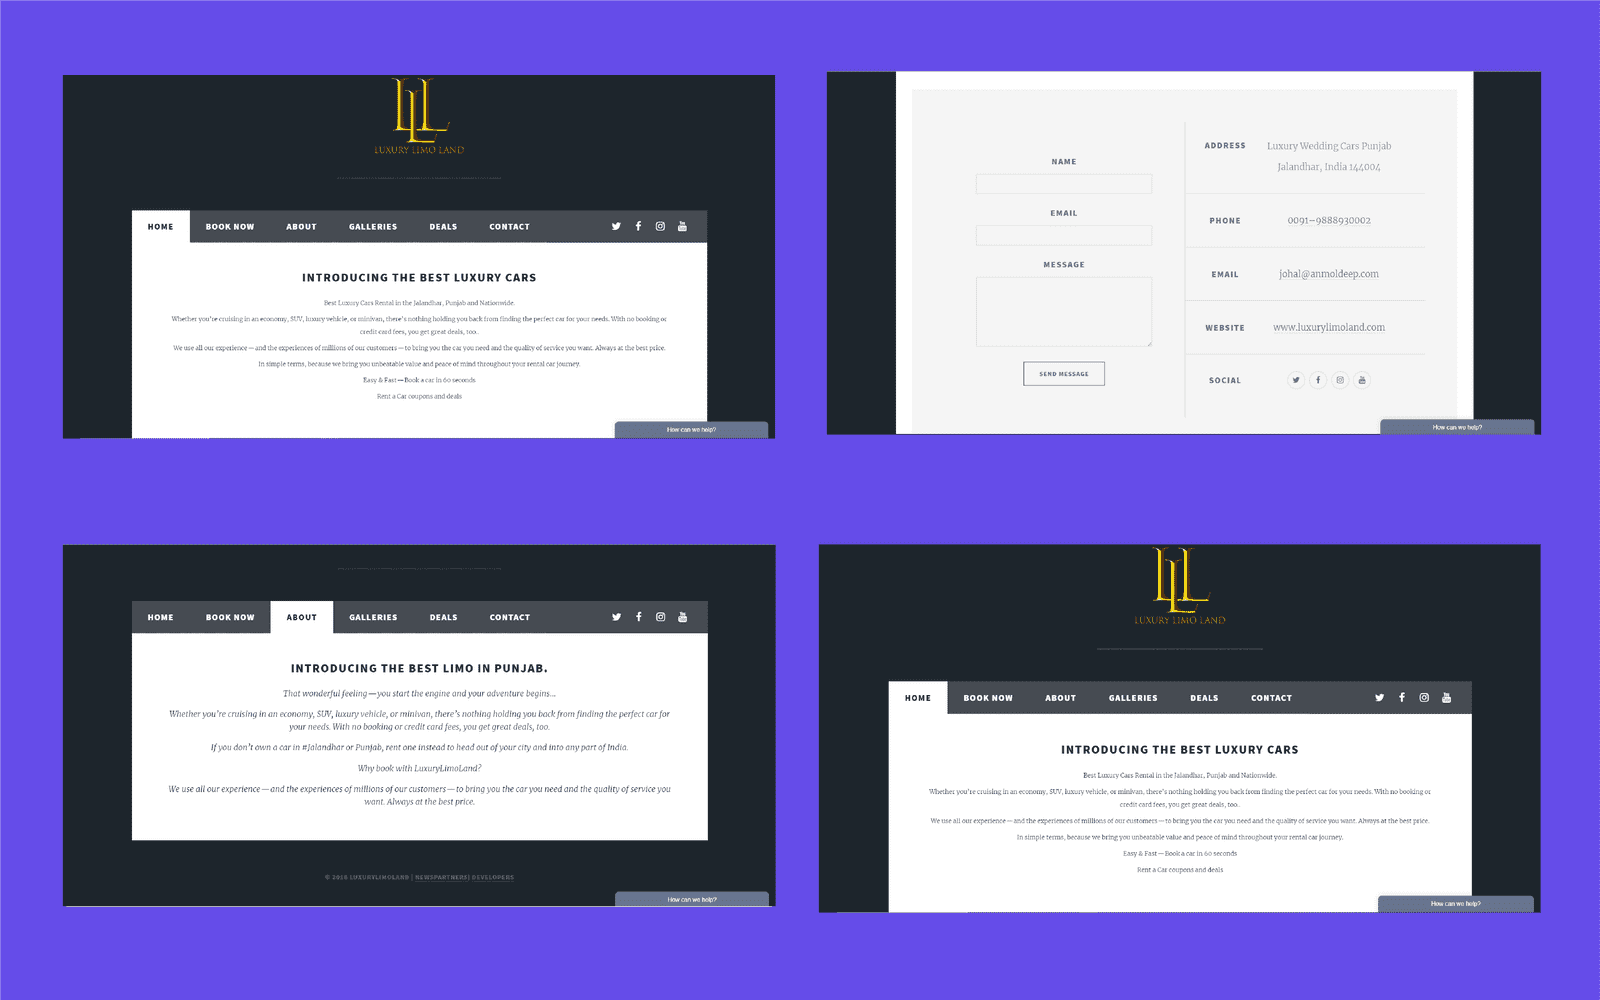 LLL
LUXURY LIMO LAND
HOME BOOK NOW ABOUT GALLERIES DEALS CONTACT
INTRODUCING THE BEST LUXURY CARS
Best Luxury Cars Rental in the Jalandhar, Punjab and Nationwide.
Whether you're cruising in an economy, SUV, luxury vehicle, or minivan, there's nothing holding you back from finding the perfect car for your needs. With no booking or
credit card fees, you get great deals, too..
We use all our experience — and the experiences of millions of our customers — to bring you the car you need and the quality of service you want. Always at the best price.
In simple terms, because we bring you unbeatable value and peace of mind throughout your rental car journey.
Easy & Fast — Book a car in 60 seconds
Rent a Car coupons and deals
How can we help?
NAME
EMAIL
MESSAGE
SEND MESSAGE
ADDRESS Luxury Wedding Cars Punjab
Jalandhar, India 144004
PHONE 0091–9888930002
EMAIL johal@anmoldeep.com
WEBSITE www.luxurylimoland.com
SOCIAL
How can we help?
HOME BOOK NOW ABOUT GALLERIES DEALS CONTACT
INTRODUCING THE BEST LIMO IN PUNJAB.
That wonderful feeling — you start the engine and your adventure begins...
Whether you're cruising in an economy, SUV, luxury vehicle, or minivan, there's nothing holding you back from finding the perfect car for
your needs. With no booking or credit card fees, you get great deals, too.
If you don't own a car in #Jalandhar or Punjab, rent one instead to head out of your city and into any part of India.
Why book with LuxuryLimoLand?
We use all our experience — and the experiences of millions of our customers — to bring you the car you need and the quality of service you
want. Always at the best price.
© 2018 LUXURYLIMOLAND | NEWSPARTNERS| DEVELOPERS
How can we help?
LLL
LUXURY LIMO LAND
HOME BOOK NOW ABOUT GALLERIES DEALS CONTACT
INTRODUCING THE BEST LUXURY CARS
Best Luxury Cars Rental in the Jalandhar, Punjab and Nationwide.
Whether you're cruising in an economy, SUV, luxury vehicle, or minivan, there's nothing holding you back from finding the perfect car for your needs. With no booking or
credit card fees, you get great deals, too..
We use all our experience — and the experiences of millions of our customers — to bring you the car you need and the quality of service you want. Always at the best price.
In simple terms, because we bring you unbeatable value and peace of mind throughout your rental car journey.
Easy & Fast — Book a car in 60 seconds
Rent a Car coupons and deals
How can we help?